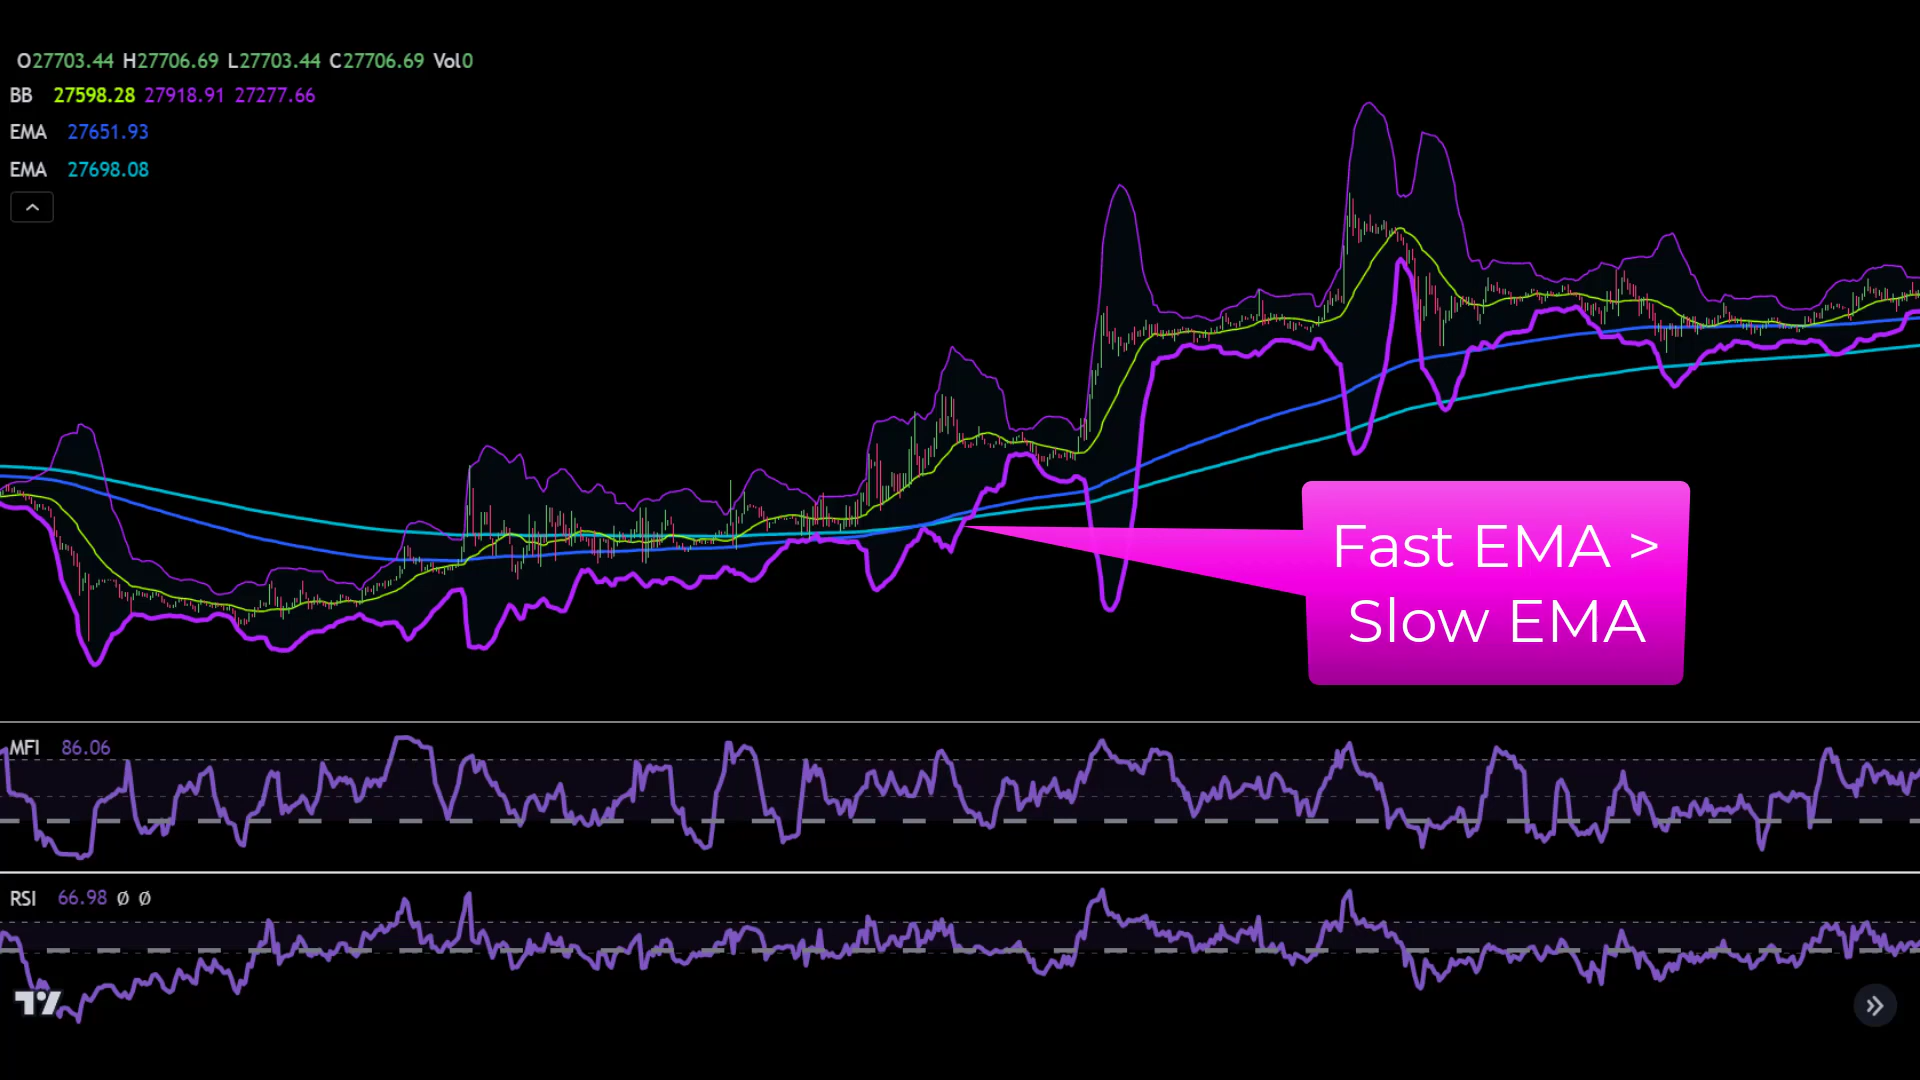 O27703.44 H27706.69 L27703.44 C27706.69 Vol0
BB 27598.28 27918.91 27277.66
EMA 27651.93
EMA 27698.08
Fast EMA >
Slow EMA
MFI 86.06
RSI 66.98 Ø Ø